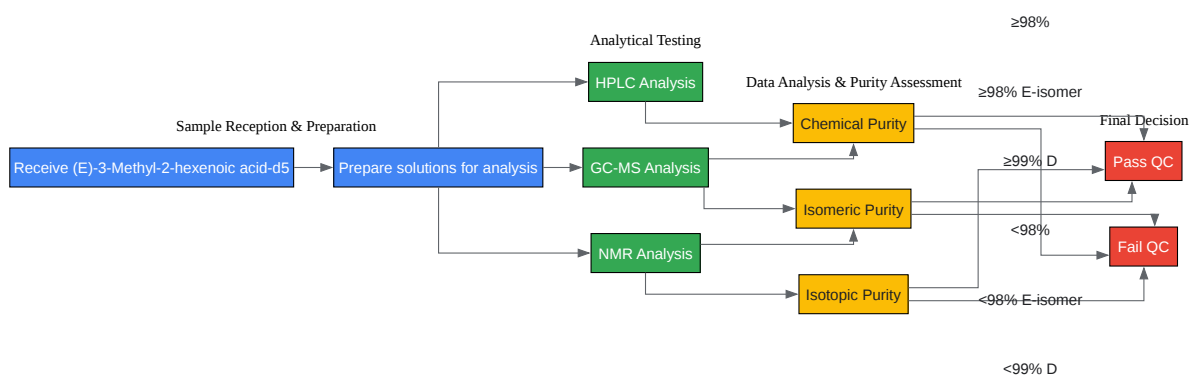 ≥98%
Analytical Testing
HPLC Analysis
Data Analysis & Purity Assessment
≥98% E-isomer
Sample Reception & Preparation
Chemical Purity
Final Decision
Receive (E)-3-Methyl-2-hexenoic acid-d5
Prepare solutions for analysis
GC-MS Analysis
≥99% D
Pass QC
Isomeric Purity
<98%
NMR Analysis
Fail QC
Isotopic Purity
<98% E-isomer
<99% D